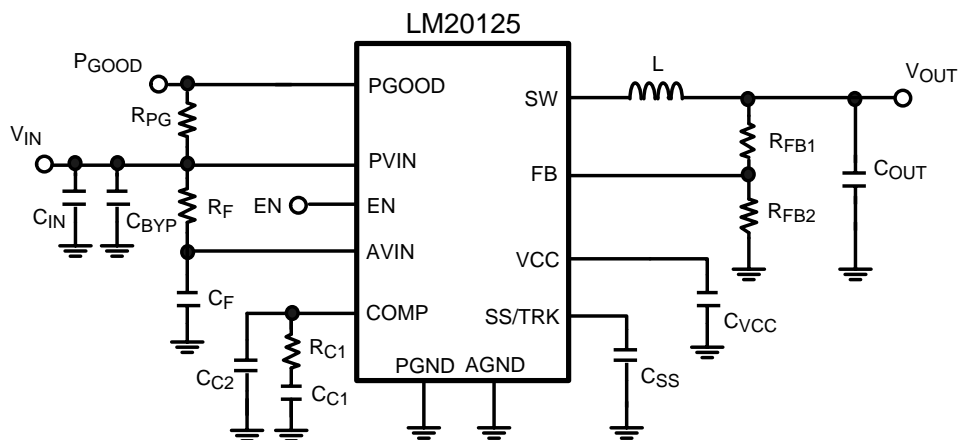 LM20125
PGOOD
PGOOD
L
VOUT
SW
RPG
VIN
RFB1
PVIN
FB
COUT
CIN
CBYP
RF
EN
EN
RFB2
AVIN
VCC
CF
COMP
SS/TRK
CVCC
RC1
CC2
PGND
AGND
CSS
CC1